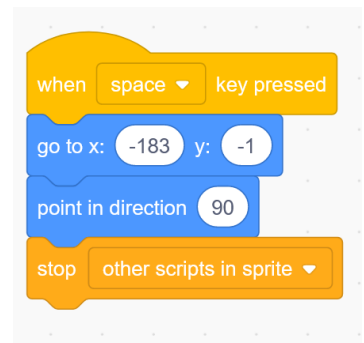 when space key pressed
go to x: -183 y: -1
point in direction 90
stop other scripts in sprite